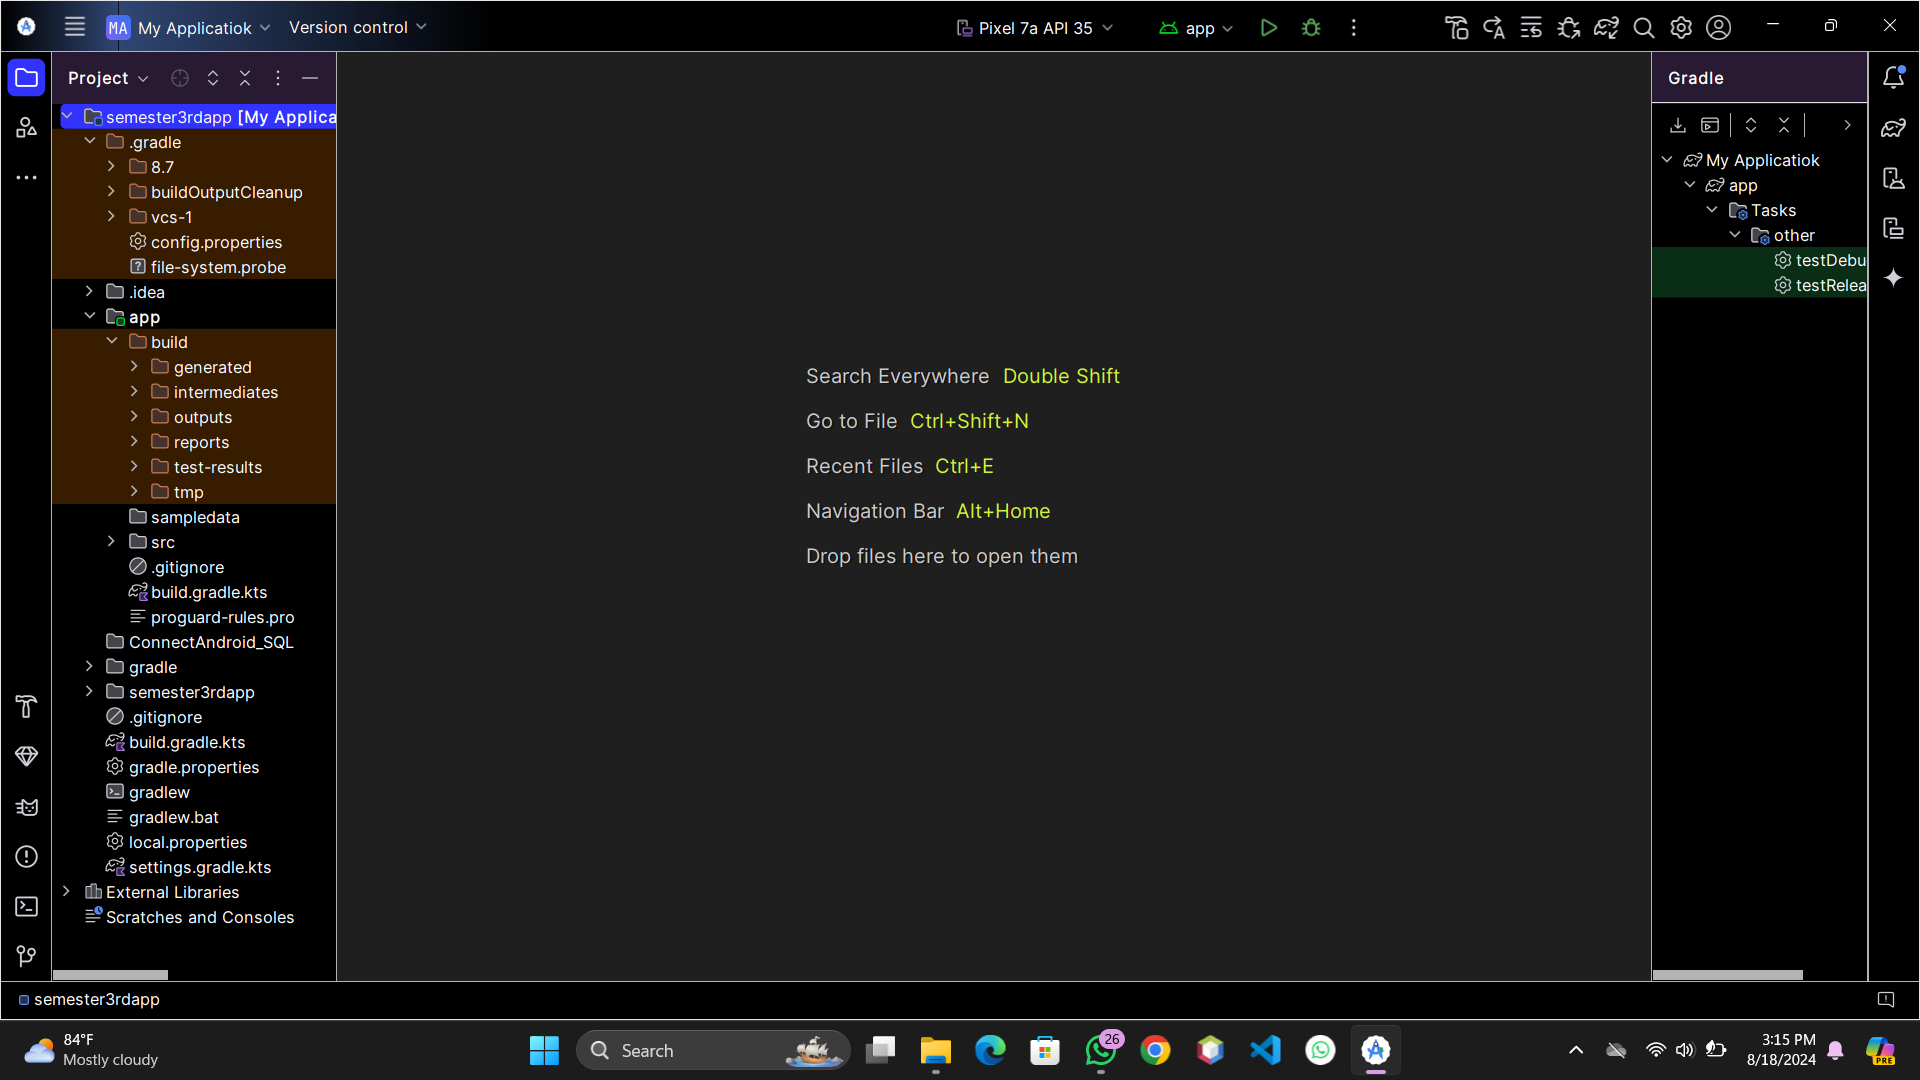 MA My Applicatiok
Version control
Pixel 7a API 35
app
Project
semester3rdapp [My Applica
.gradle
8.7
buildOutputCleanup
vcs-1
config.properties
file-system.probe
.idea
app
build
generated
intermediates
outputs
reports
test-results
tmp
sampledata
src
.gitignore
build.gradle.kts
proguard-rules.pro
ConnectAndroid_SQL
gradle
semester3rdapp
.gitignore
build.gradle.kts
gradle.properties
gradlew
gradlew.bat
local.properties
settings.gradle.kts
External Libraries
Scratches and Consoles
Search Everywhere Double Shift
Go to File Ctrl+Shift+N
Recent Files Ctrl+E
Navigation Bar Alt+Home
Drop files here to open them
Gradle
My Applicatiok
app
Tasks
other
testDebu
testRelea
semester3rdapp
84°F
Mostly cloudy
Search
26
3:15 PM
8/18/2024
PRE